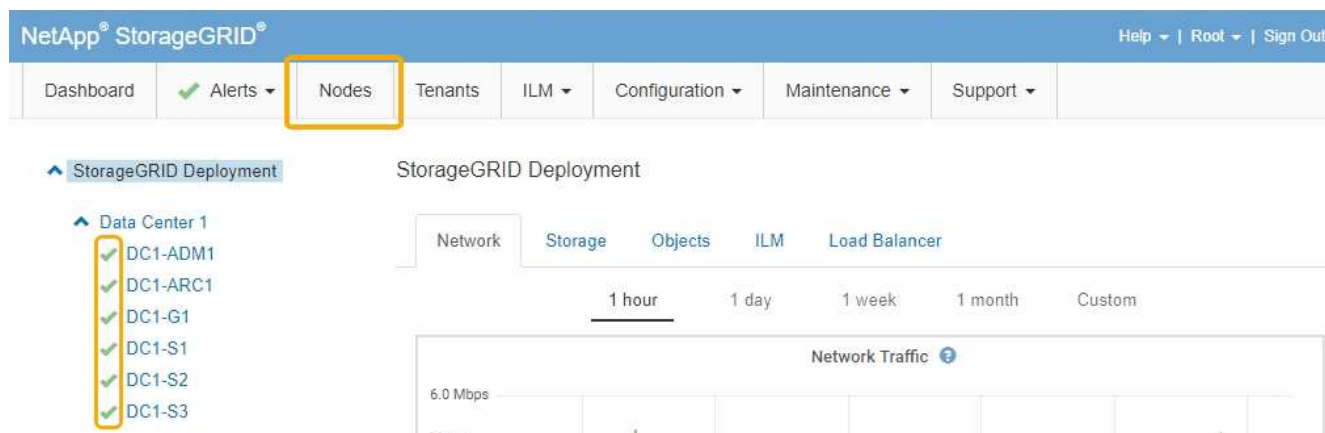 NetApp® StorageGRID®
Help | Root | Sign Out
Dashboard Alerts Nodes Tenants ILM Configuration Maintenance Support
StorageGRID Deployment
StorageGRID Deployment
Data Center 1
DC1-ADM1
DC1-ARC1
DC1-G1
DC1-S1
DC1-S2
DC1-S3
Network Storage Objects ILM Load Balancer
1 hour 1 day 1 week 1 month Custom
Network Traffic
6.0 Mbps